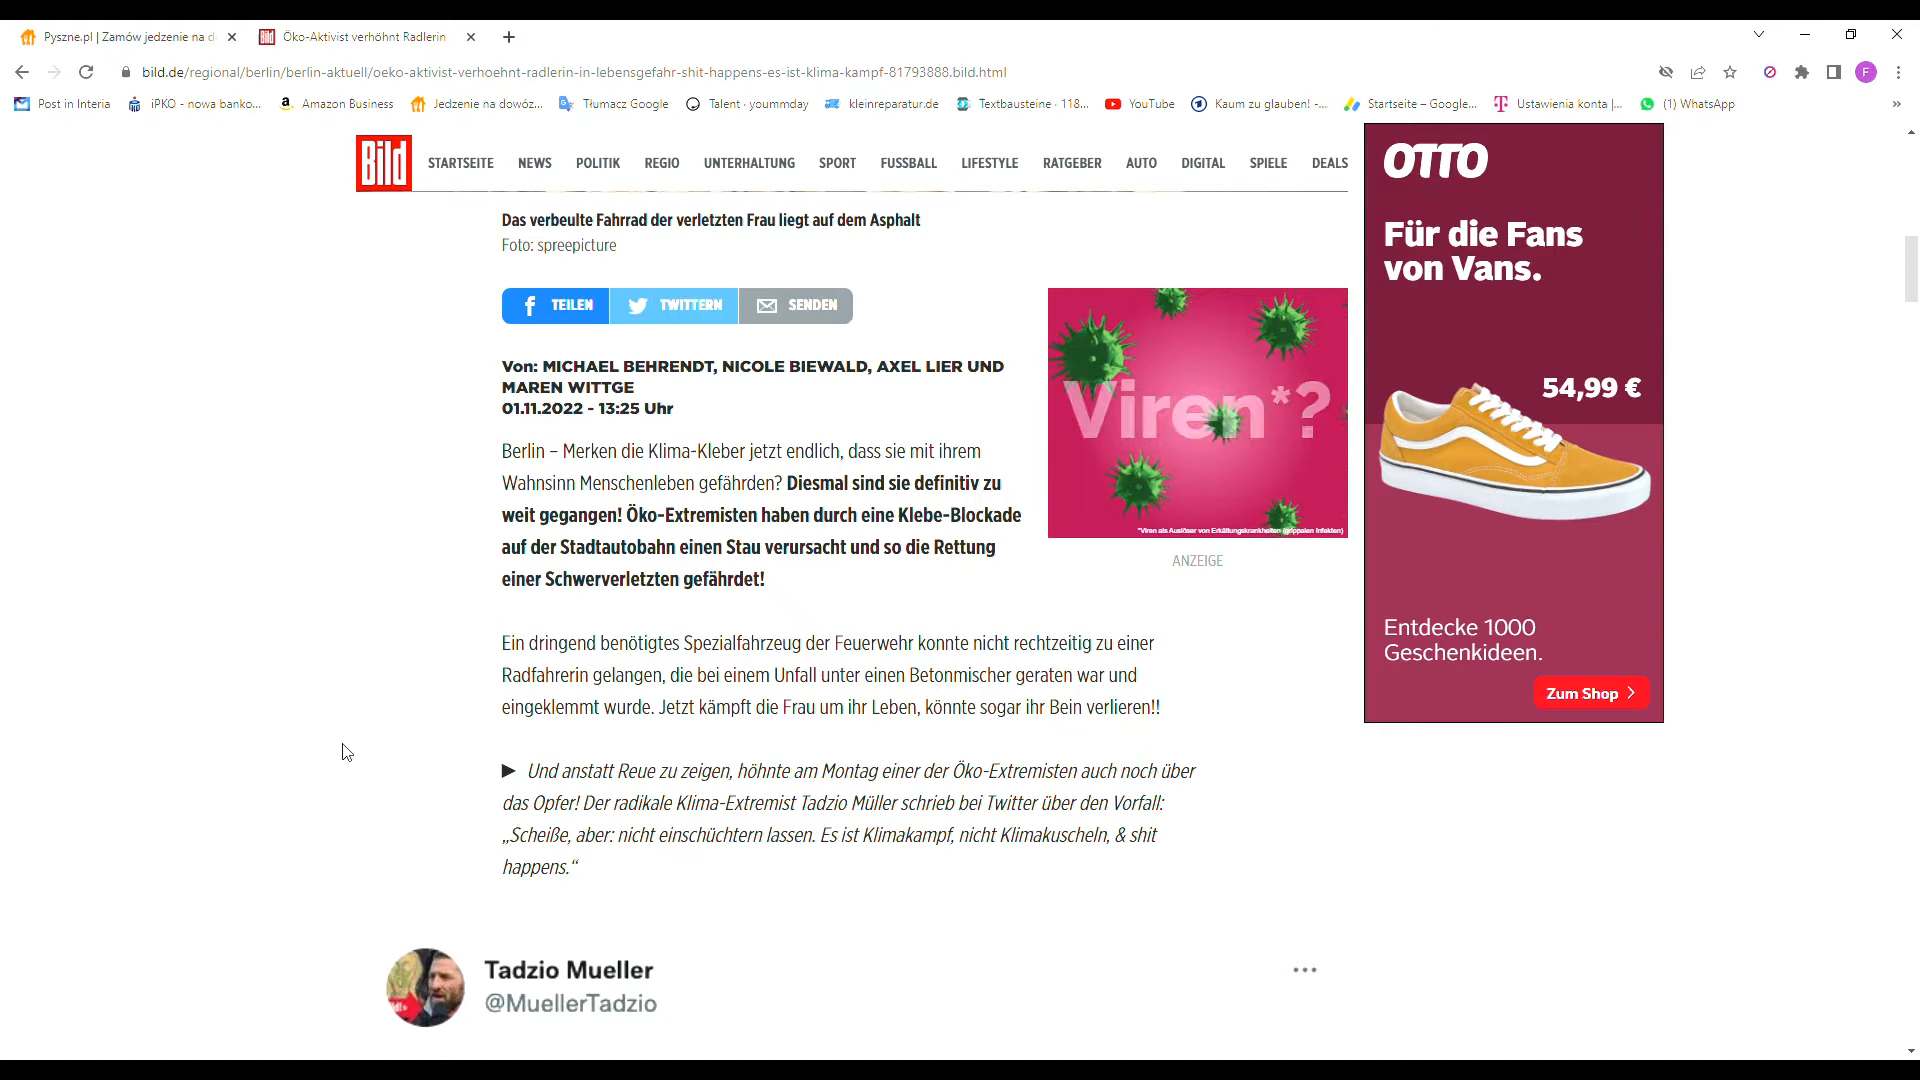 Pyszne.pl | Zamów jedzenie na d
Bild Öko-Aktivist verhöhnt Radlerin
bild.de/regional/berlin/berlin-aktuell/oeko-aktivist-verhoehnt-radlerin-in-lebensgefahr-shit-happens-es-ist-klima-kampf-81793888.bild.html
F
Post in Interia iPKO - nowa banko... Amazon Business Jedzenie na dowóz... Tłumacz Google Talent · yoummday kleinreparatur.de Textbausteine · 118... YouTube Kaum zu glauben! -... Startseite – Google... Ustawienia konta |... (1) WhatsApp
Bild STARTSEITE NEWS POLITIK REGIO UNTERHALTUNG SPORT FUSSBALL LIFESTYLE RATGEBER AUTO DIGITAL SPIELE DEALS
Das verbeulte Fahrrad der verletzten Frau liegt auf dem Asphalt
Foto: spreepicture
TEILEN TWITTERN SENDEN
Von: MICHAEL BEHRENDT, NICOLE BIEWALD, AXEL LIER UND
MAREN WITTGE
01.11.2022 - 13:25 Uhr
Berlin – Merken die Klima-Kleber jetzt endlich, dass sie mit ihrem
Wahnsinn Menschenleben gefährden? Diesmal sind sie definitiv zu
weit gegangen! Öko-Extremisten haben durch eine Klebe-Blockade
auf der Stadtautobahn einen Stau verursacht und so die Rettung
einer Schwerverletzten gefährdet!
Viren*?
*Viren als Auslöser von Erkältungskrankheiten (grippalen Infekten)
ANZEIGE
Ein dringend benötigtes Spezialfahrzeug der Feuerwehr konnte nicht rechtzeitig zu einer
Radfahrerin gelangen, die bei einem Unfall unter einen Betonmischer geraten war und
eingeklemmt wurde. Jetzt kämpft die Frau um ihr Leben, könnte sogar ihr Bein verlieren!!
► Und anstatt Reue zu zeigen, höhnte am Montag einer der Öko-Extremisten auch noch über
das Opfer! Der radikale Klima-Extremist Tadzio Müller schrieb bei Twitter über den Vorfall:
„Scheiße, aber: nicht einschüchtern lassen. Es ist Klimakampf, nicht Klimakuscheln, & shit
happens.“
Tadzio Mueller
@MuellerTadzio
OTTO
Für die Fans
von Vans.
54,99 €
Entdecke 1000
Geschenkideen.
Zum Shop